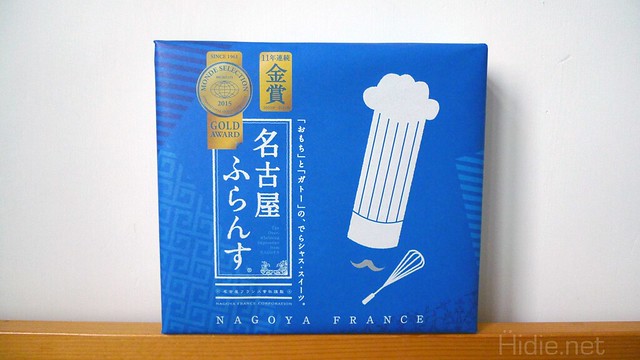 SINCE 1961
MONDE SELECTION
2015
GOLD
AWARD
11年連続
金賞
「おもち」と「ガトー」の、でらシャス・スイーツ。
名古屋
ふらんす®
NAGOYA FRANCE CORPORATION
NAGOYA FRANCE
Hidie.net